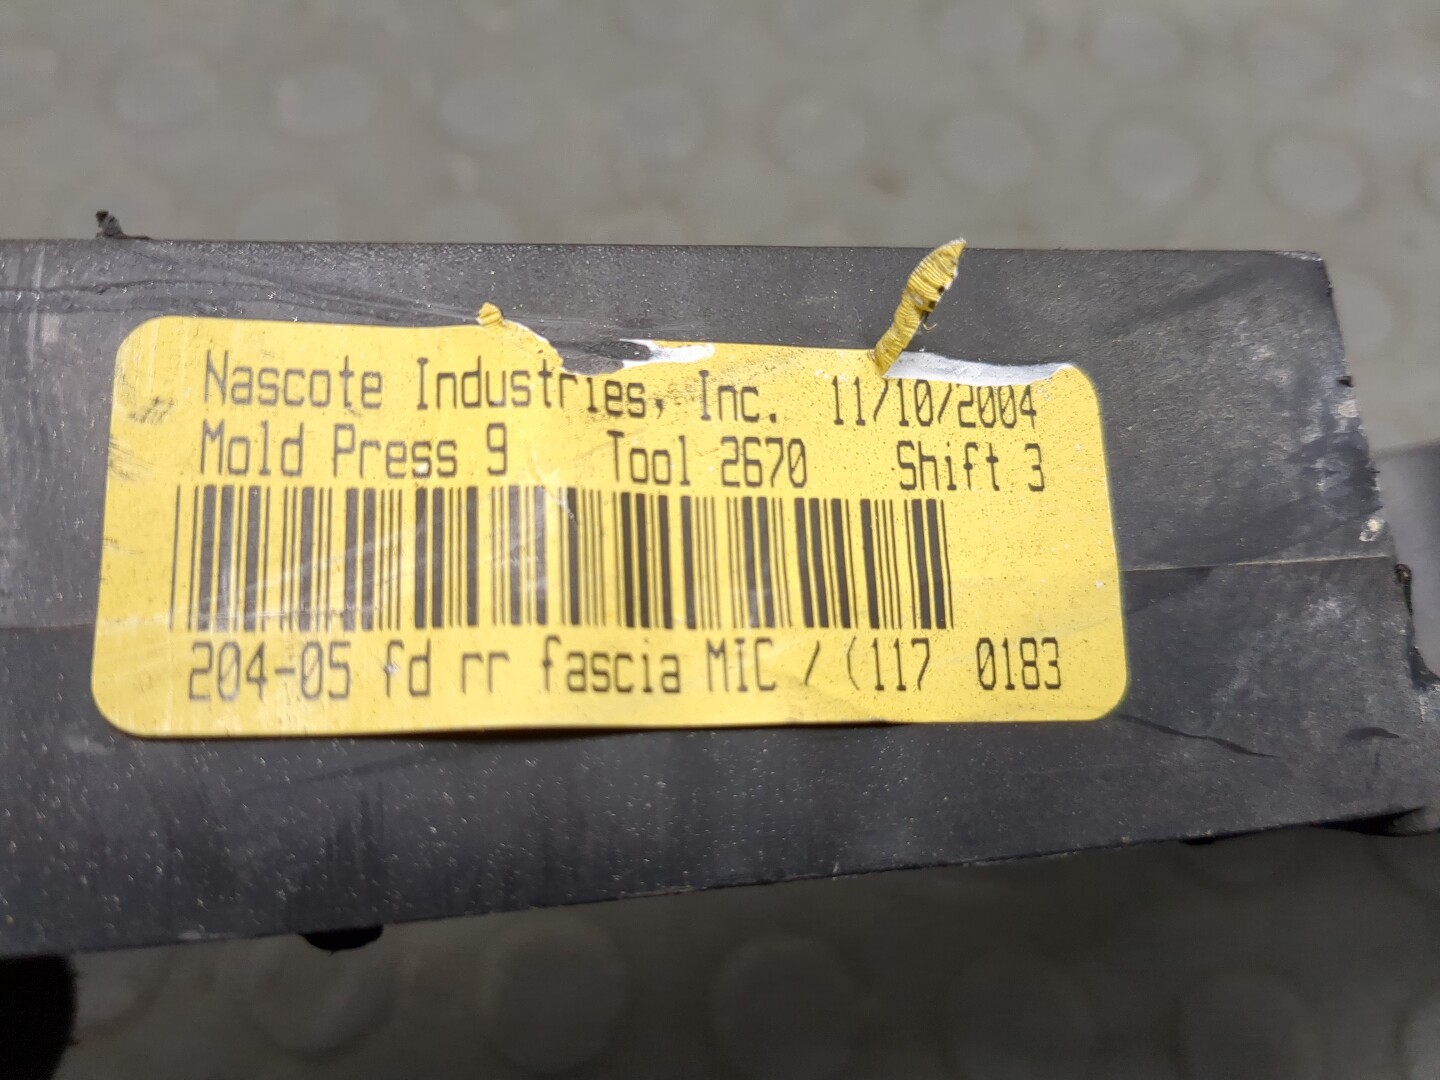 Nascote Industries, Inc. 11/10/2004
Mold Press 9 Tool 2670 Shift 3
204-05 fd rr fascia MIC / (117 0183